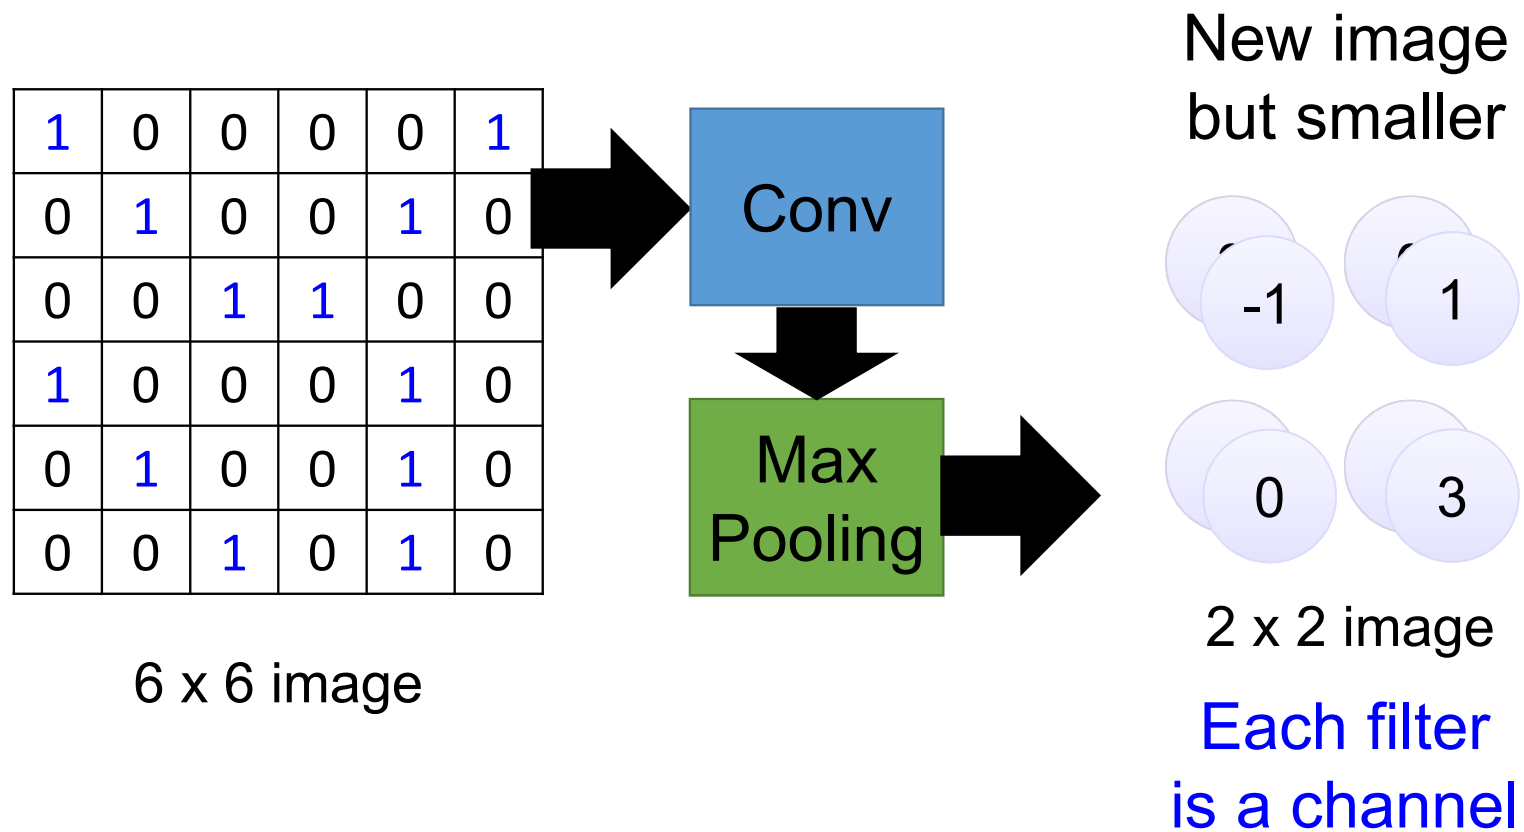 New image
but smaller
1 0 0 0 0 1
0 1 0 0 1 0
0 0 1 1 0 0
1 0 0 0 1 0
0 1 0 0 1 0
0 0 1 0 1 0
6 x 6 image
Conv
Max
Pooling
-1 1
0 3
2 x 2 image
Each filter
is a channel